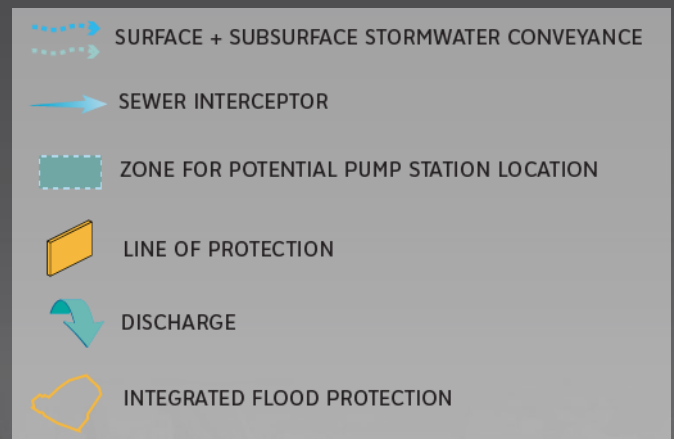 SURFACE + SUBSURFACE STORMWATER CONVEYANCE
SEWER INTERCEPTOR
ZONE FOR POTENTIAL PUMP STATION LOCATION
LINE OF PROTECTION
DISCHARGE
INTEGRATED FLOOD PROTECTION